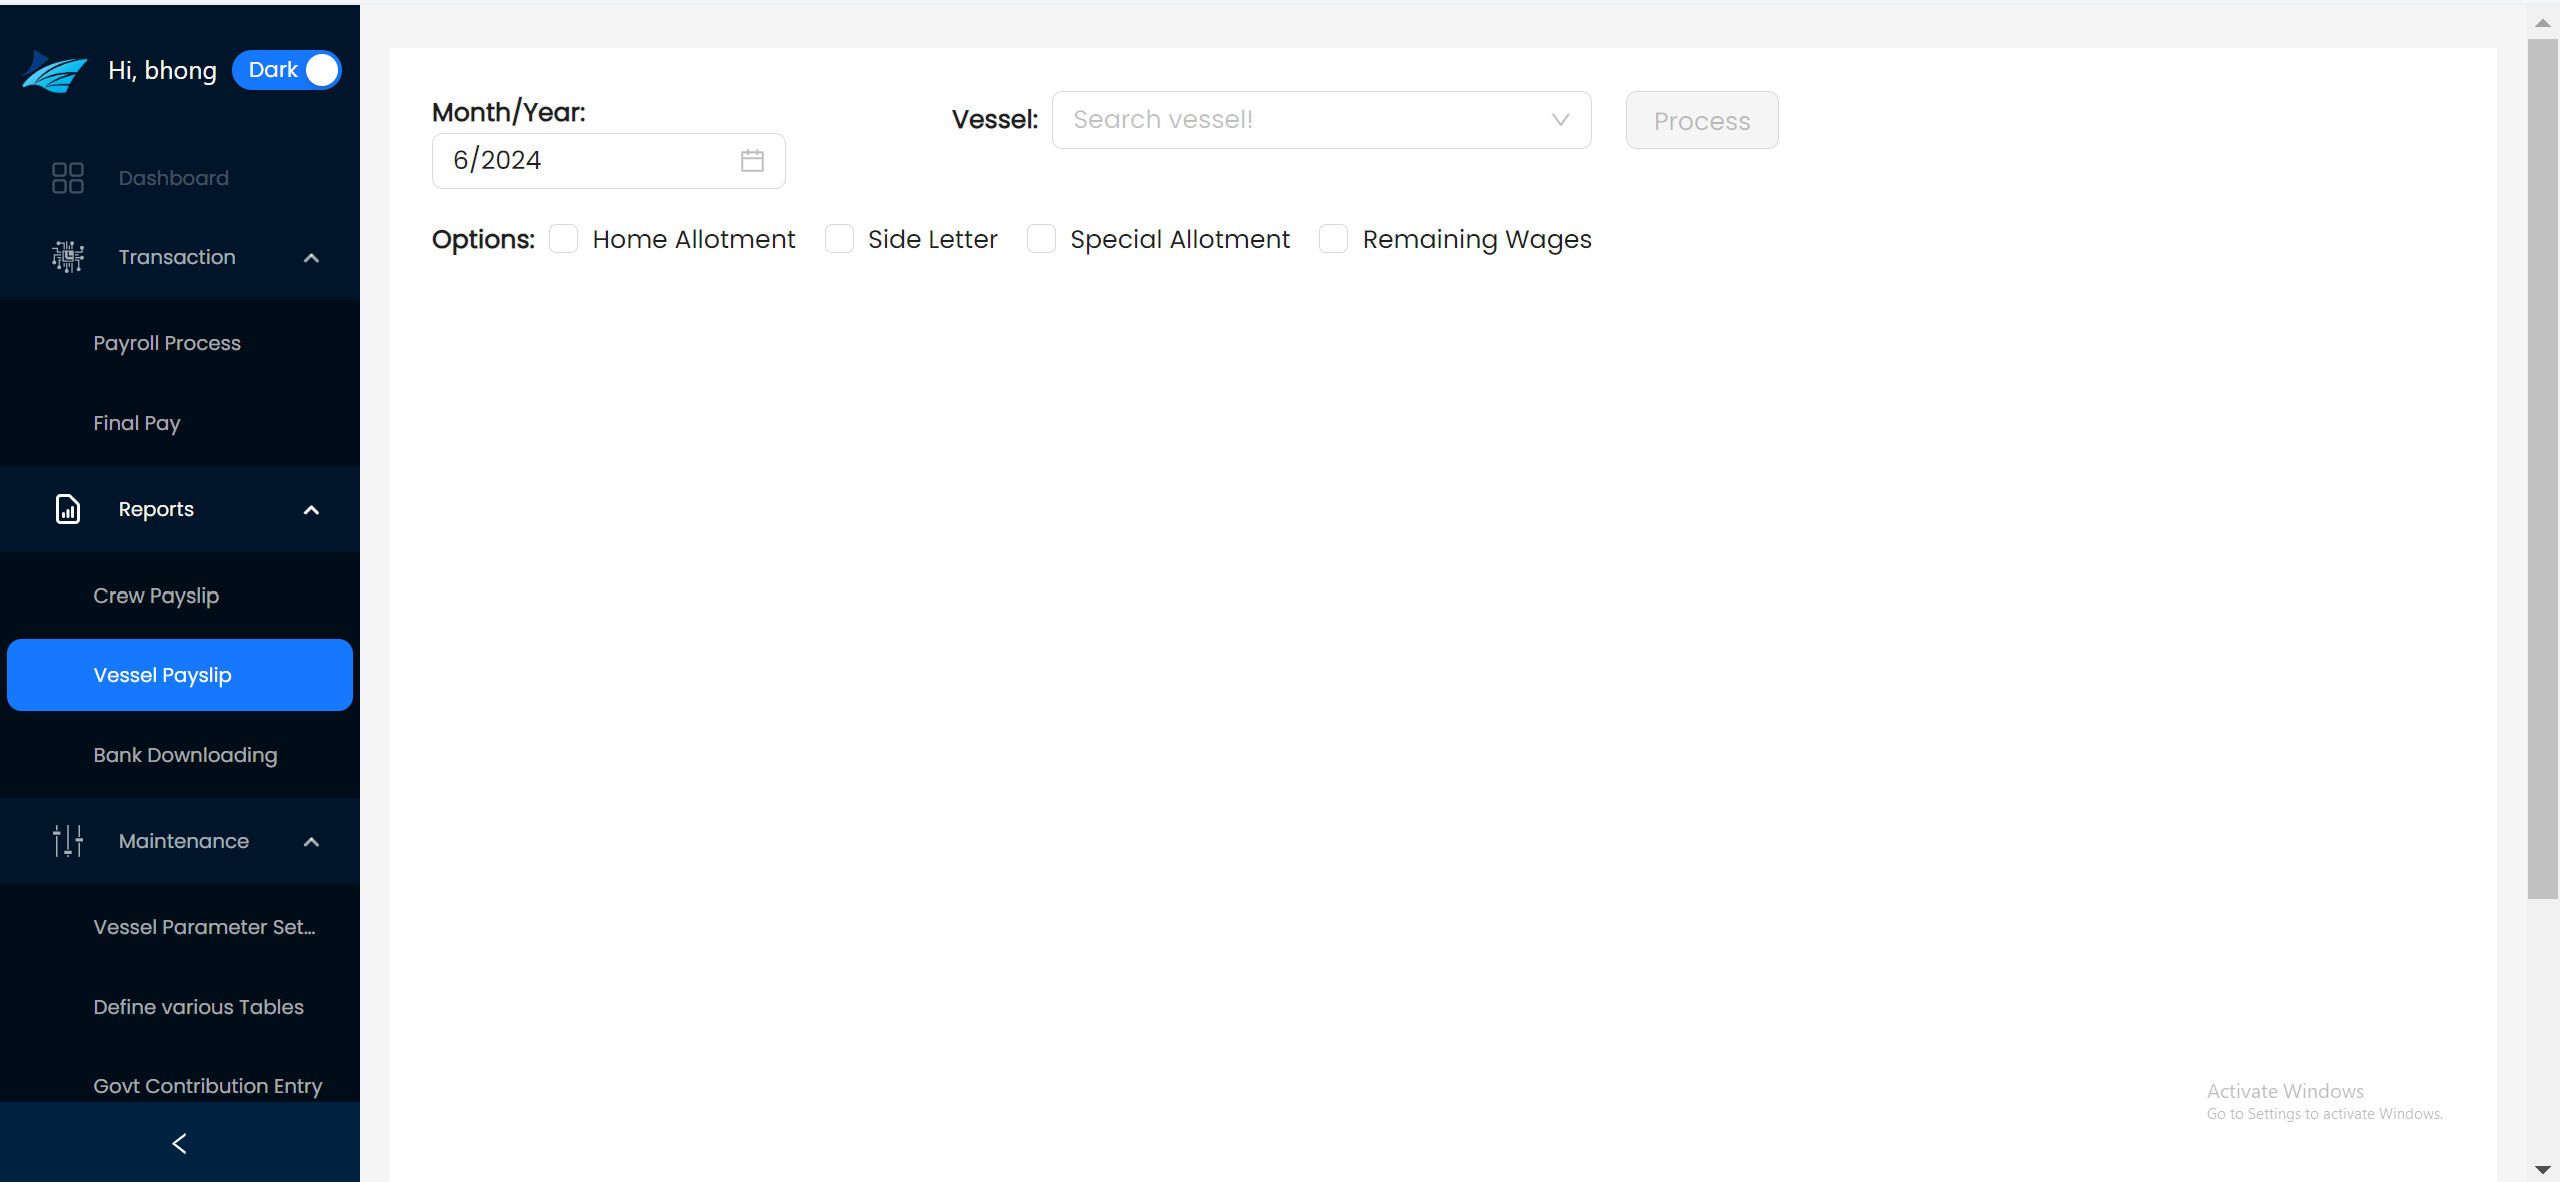 Hi, bhong
Dark
Dashboard
Transaction
Payroll Process
Final Pay
Reports
Crew Payslip
Vessel Payslip
Bank Downloading
Maintenance
Vessel Parameter Set...
Define various Tables
Govt Contribution Entry
Month/Year:
6/2024
Vessel:
Search vessel!
Process
Options:
Home Allotment
Side Letter
Special Allotment
Remaining Wages
Activate Windows
Go to Settings to activate Windows.